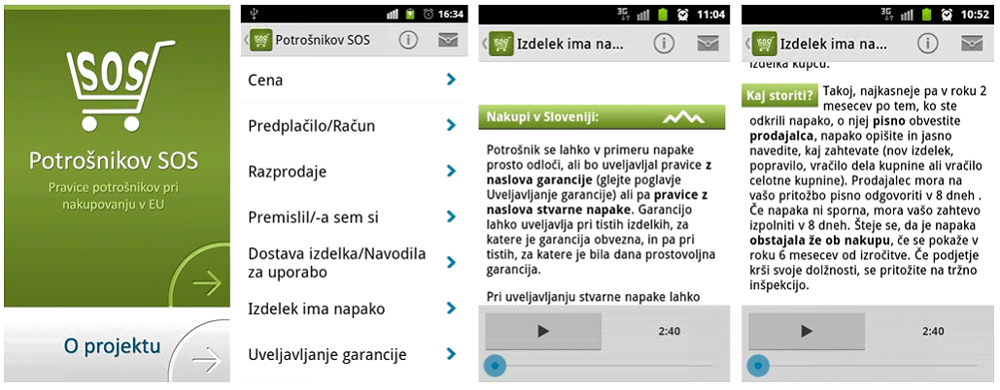 SOS
Potrošnikov SOS
Pravice potrošnikov pri
nakupovanju v EU
O projektu
16:34
Potrošnikov SOS
Cena
Predplačilo/Račun
Razprodaje
Premislil/-a sem si
Dostava izdelka/Navodila
za uporabo
Izdelek ima napako
Uveljavljanje garancije
3G 11:04
Izdelek ima na...
Nakupi v Sloveniji:
Potrošnik se lahko v primeru napake
prosto odloči, ali bo uveljavljal pravice z
naslova garancije (glejte poglavje
Uveljavljanje garancije) ali pa pravice z
naslova stvarne napake. Garancijo
lahko uveljavlja pri tistih izdelkih, za
katere je garancija obvezna, in pa pri
tistih, za katere je bila dana prostovoljna
garancija.
Pri uveljavljanju stvarne napake lahko
2:40
3G 10:52
Izdelek ima na...
izdelka kupcu.
Kaj storiti? Takoj, najkasneje pa v roku 2
mesecev po tem, ko ste
odkrili napako, o njej pisno obvestite
prodajalca, napako opišite in jasno
navedite, kaj zahtevate (nov izdelek,
popravilo, vračilo dela kupnine ali vračilo
celotne kupnine). Prodajalec mora na
vašo pritožbo pisno odgovoriti v 8 dneh .
Če napaka ni sporna, mora vašo zahtevo
izpolniti v 8 dneh. Šteje se, da je napaka
obstajala že ob nakupu, če se pokaže v
roku 6 mesecev od izročitve. Če podjetje
krši svoje dolžnosti, se pritožite na tržno
inšpekcijo.
2:40